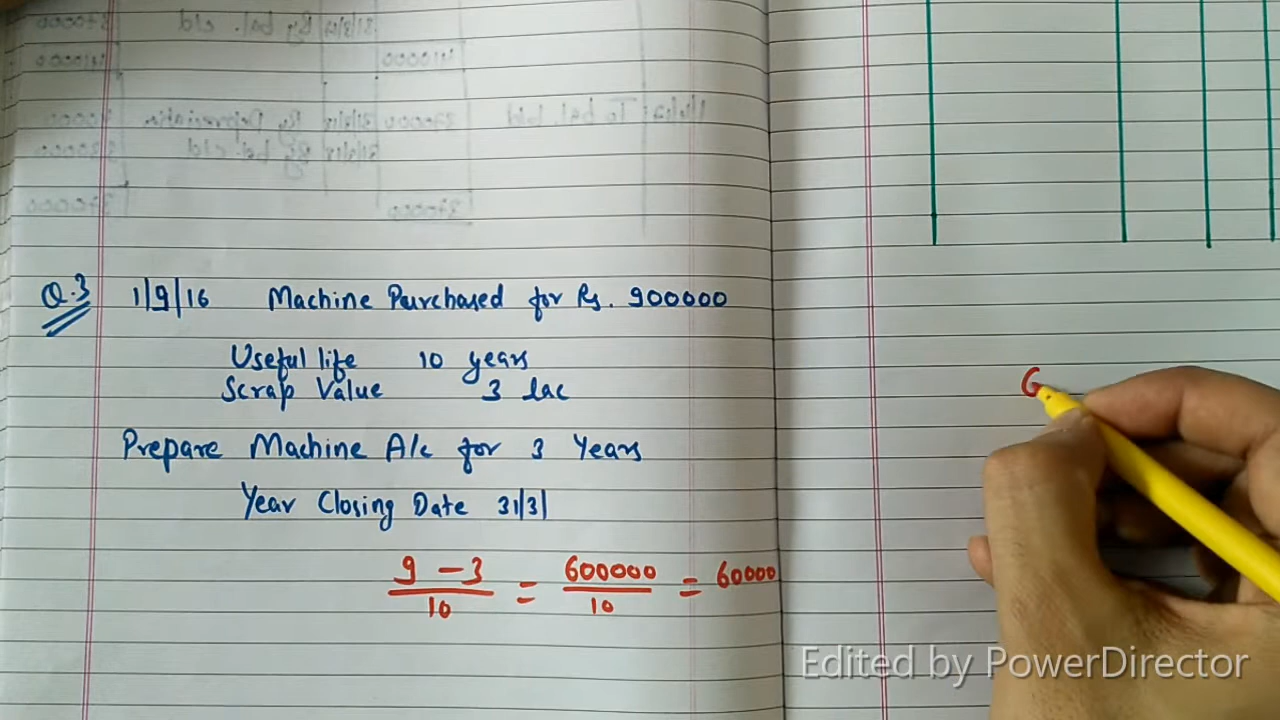 Q.3 1/9/16 Machine Purchased for Rs. 900000
Useful life 10 years
Scrap Value 3 lac
Prepare Machine A/c for 3 Years
Year Closing Date 31/3/
9 - 3 / 10 = 600000 / 10 = 60000
Edited by PowerDirector